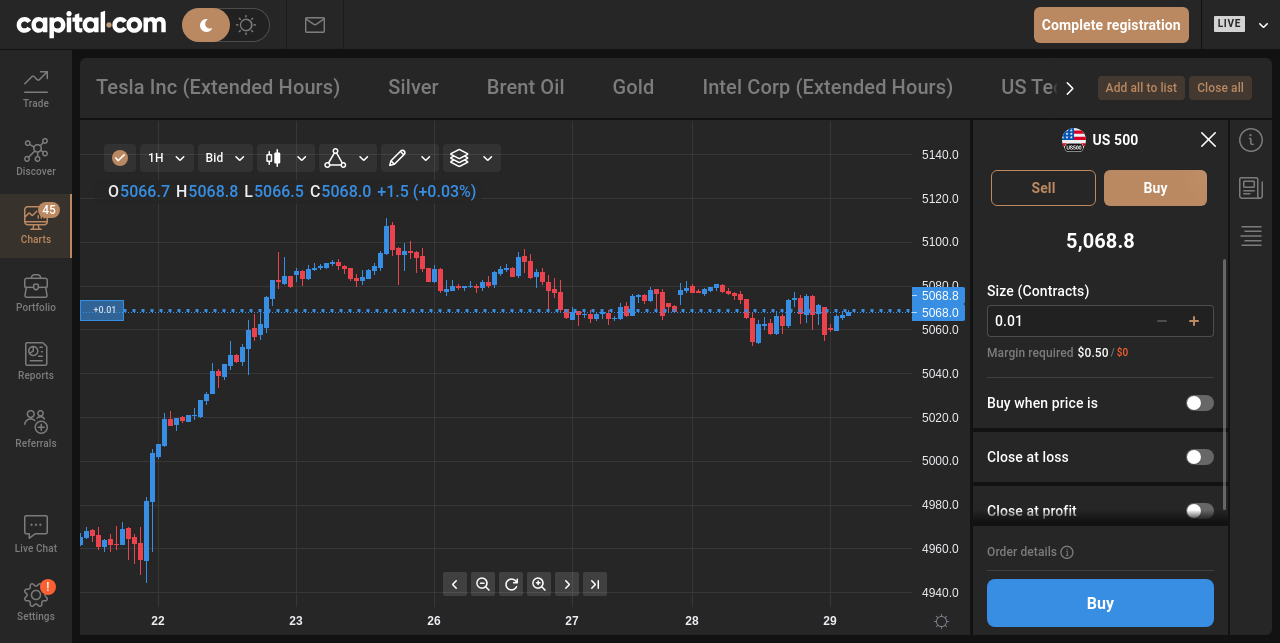 capital.com
Complete registration
LIVE
Trade
Discover
45
Charts
Portfolio
Reports
Referrals
Live Chat
!
Settings
Tesla Inc (Extended Hours)
Silver
Brent Oil
Gold
Intel Corp (Extended Hours)
US Tec
Add all to list
Close all
1H
Bid
O5066.7 H5068.8 L5066.5 C5068.0 +1.5 (+0.03%)
+0.01
5140.0
5120.0
5100.0
5080.0
5068.8
5068.0
5060.0
5040.0
5020.0
5000.0
4980.0
4960.0
4940.0
22 23 26 27 28 29
US500
US 500
Sell
Buy
5,068.8
Size (Contracts)
0.01
Margin required $0.50 / $0
Buy when price is
Close at loss
Close at profit
Order details
Buy